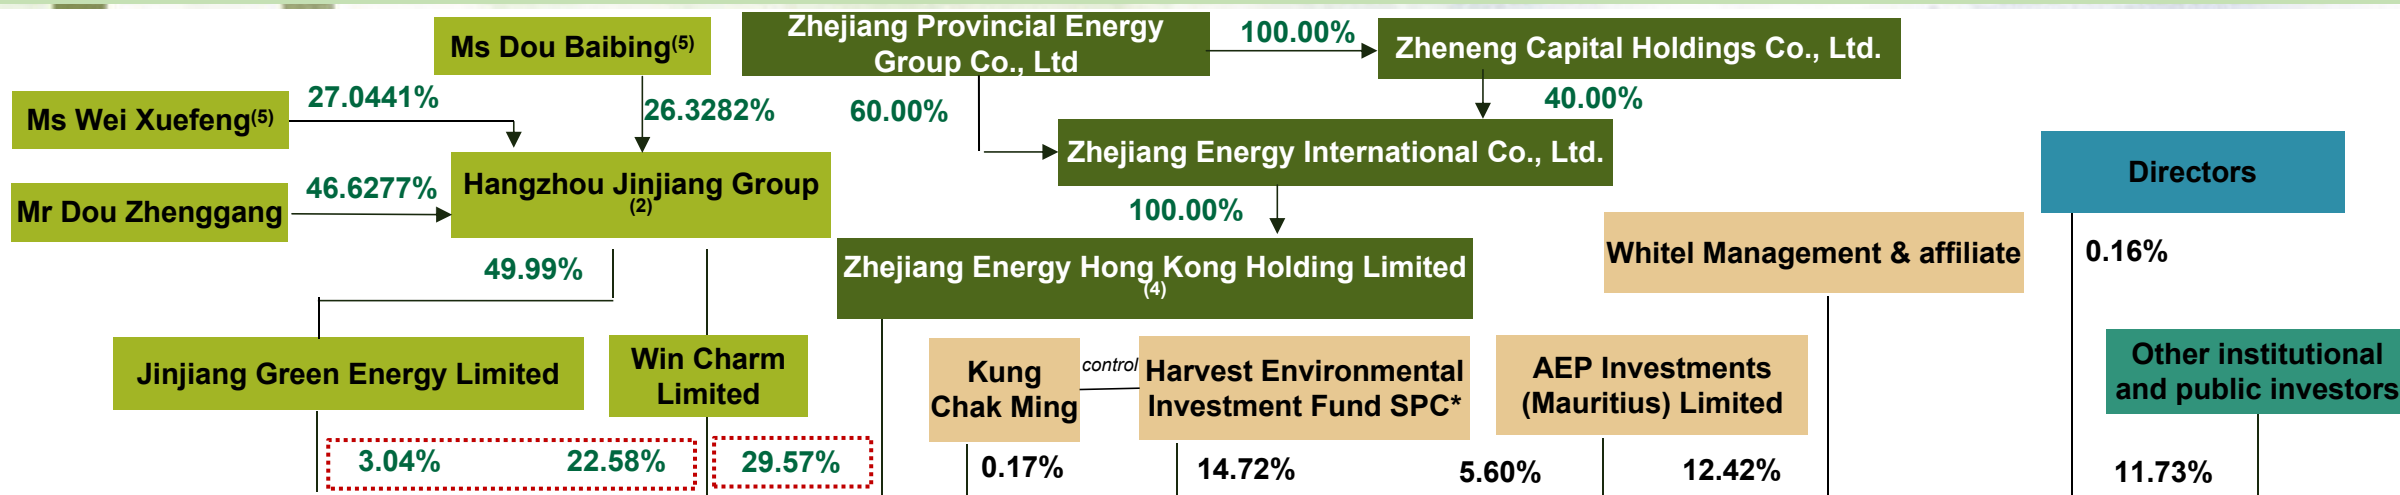 Ms Dou Baibing(5)
Zhejiang Provincial Energy
Group Co., Ltd
100.00%
Zheneng Capital Holdings Co., Ltd.
27.0441%
26.3282%
60.00%
40.00%
Ms Wei Xuefeng(5)
Zhejiang Energy International Co., Ltd.
Directors
46.6277%
Hangzhou Jinjiang Group
(2)
Mr Dou Zhenggang
100.00%
0.16%
49.99%
Zhejiang Energy Hong Kong Holding Limited
(4)
Whitel Management & affiliate
Jinjiang Green Energy Limited
Win Charm
Limited
Kung
Chak Ming
control
Harvest Environmental
Investment Fund SPC*
AEP Investments
(Mauritius) Limited
Other institutional
and public investors
3.04%
22.58%
29.57%
0.17%
14.72%
5.60%
12.42%
11.73%